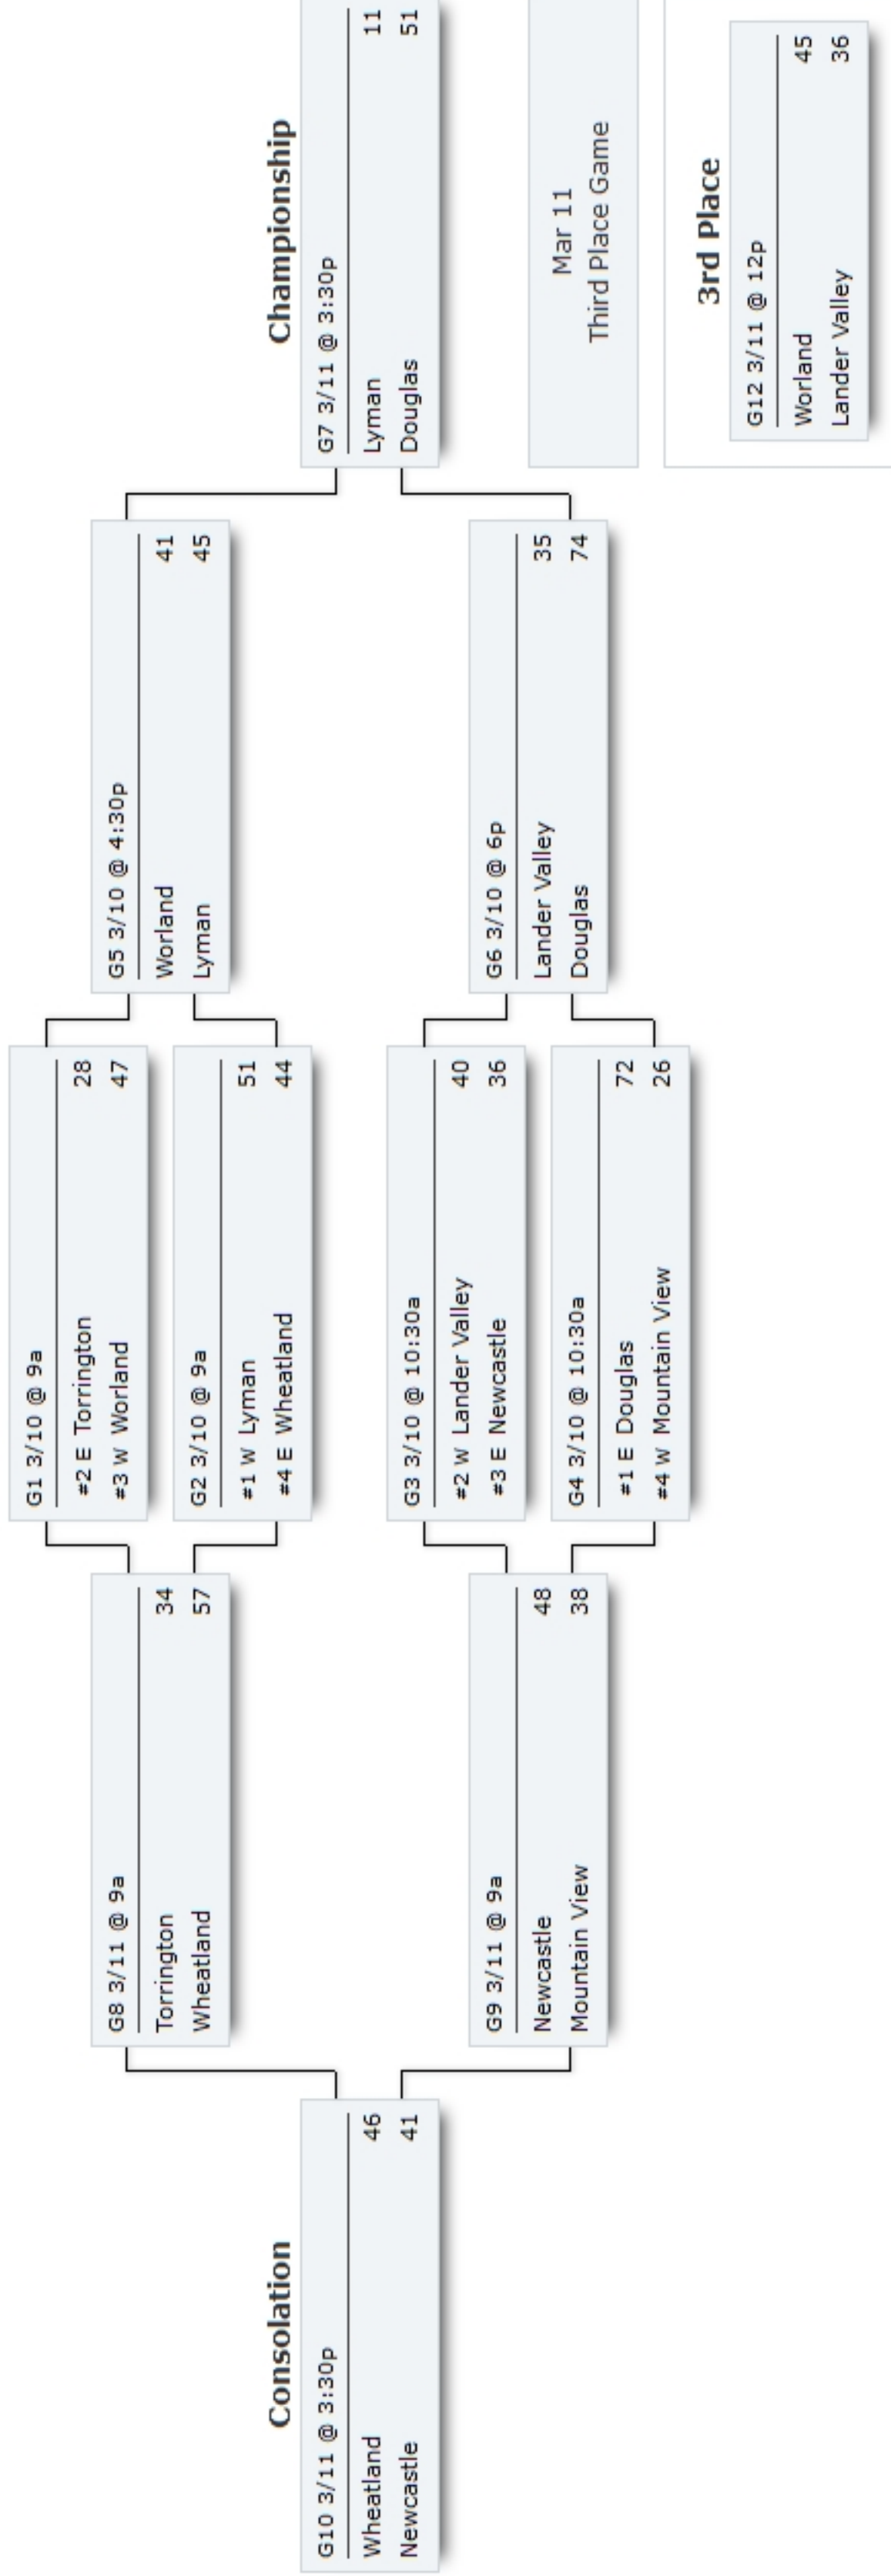 Consolation
G10 3/11 @ 3:30p
Wheatland 46
Newcastle 41
G8 3/11 @ 9a
Torrington 34
Wheatland 57
G9 3/11 @ 9a
Newcastle 48
Mountain View 38
G1 3/10 @ 9a
#2 E Torrington 28
#3 W Worland 47
G2 3/10 @ 9a
#1 W Lyman 51
#4 E Wheatland 44
G3 3/10 @ 10:30a
#2 W Lander Valley 40
#3 E Newcastle 36
G4 3/10 @ 10:30a
#1 E Douglas 72
#4 W Mountain View 26
G5 3/10 @ 4:30p
Worland 41
Lyman 45
G6 3/10 @ 6p
Lander Valley 35
Douglas 74
Championship
G7 3/11 @ 3:30p
Lyman 11
Douglas 51
Mar 11
Third Place Game
3rd Place
G12 3/11 @ 12p
Worland 45
Lander Valley 36